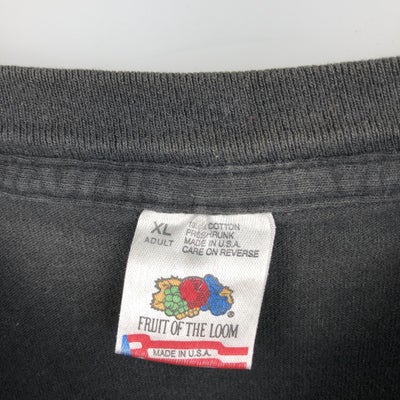 XL
ADULT
COTTON
PRESHRUNK
MADE IN U.S.A.
CARE ON REVERSE
®
FRUIT OF THE LOOM
MADE IN U.S.A.